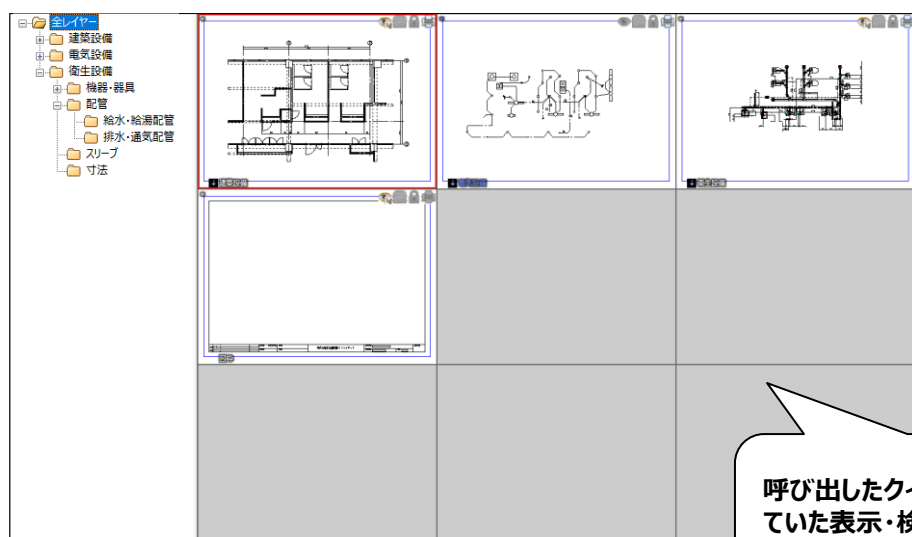 全レイヤー
建築設備
電気設備
衛生設備
機器・器具
配管
給水・給湯配管
排水・通気配管
スリーブ
寸法
建築設備
電気設備
衛生設備
呼び出したクイ
ていた表示・検